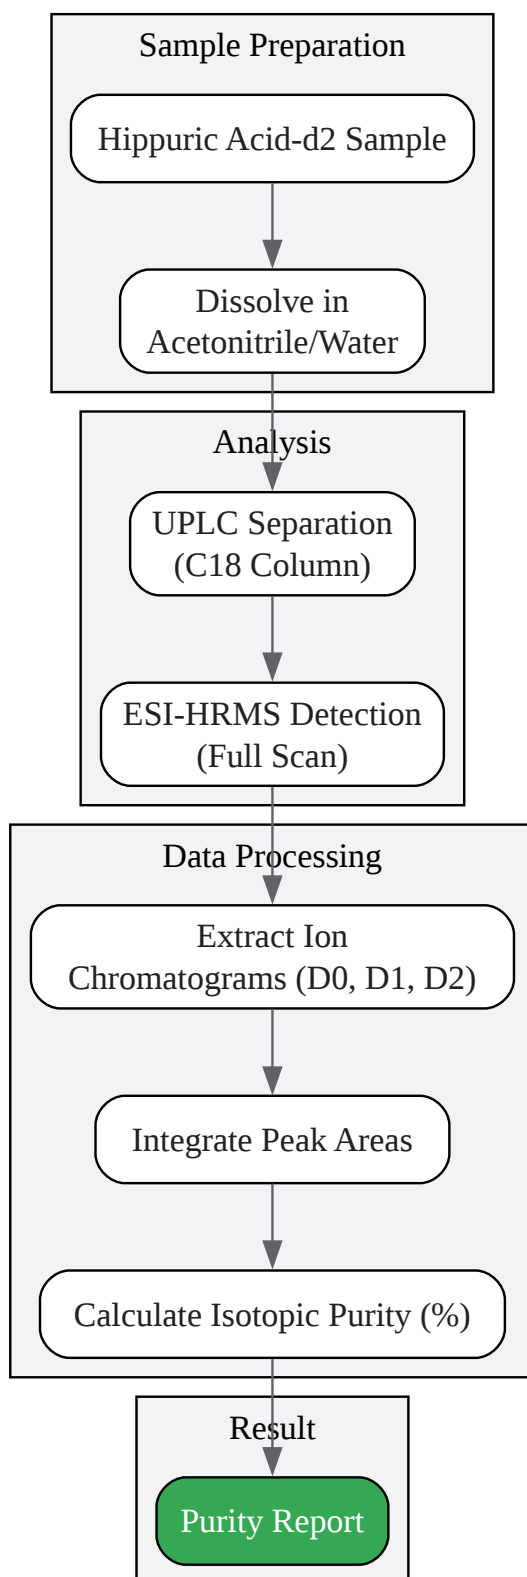 Sample Preparation
Hippuric Acid-d2 Sample
Dissolve in
Acetonitrile/Water
Analysis
UPLC Separation
(C18 Column)
ESI-HRMS Detection
(Full Scan)
Data Processing
Extract Ion
Chromatograms (D0, D1, D2)
Integrate Peak Areas
Calculate Isotopic Purity (%)
Result
Purity Report